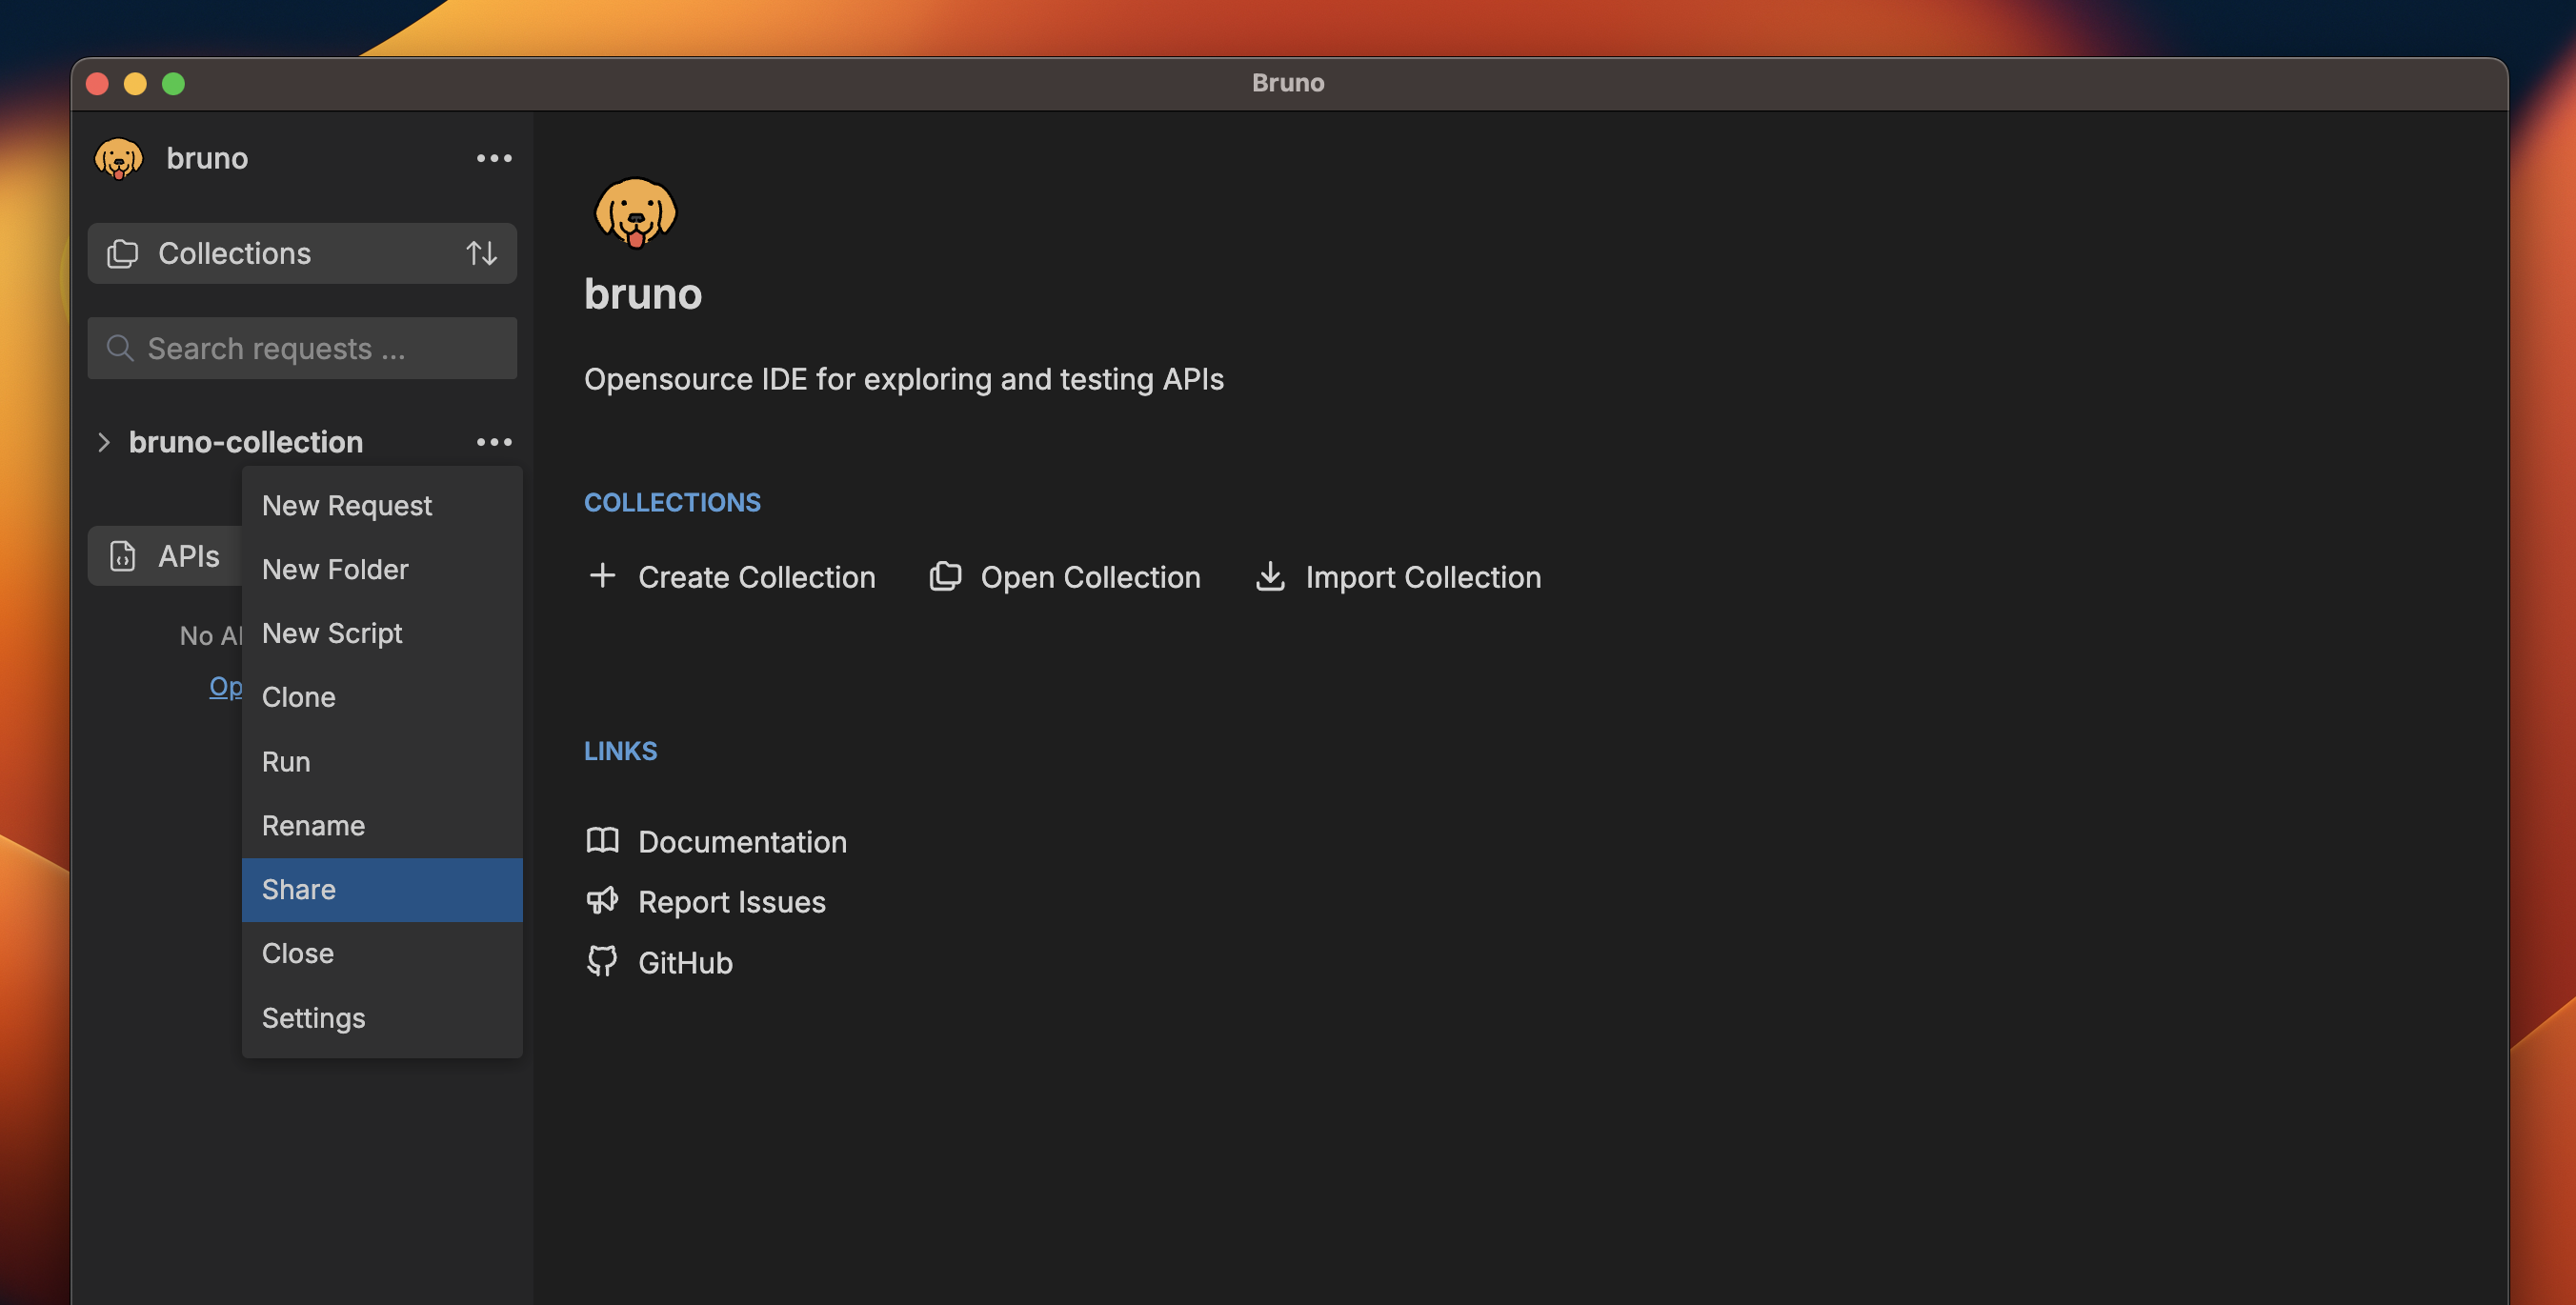 Bruno
bruno
Collections
Search requests ...
bruno-collection
New Request
New Folder
New Script
Clone
Run
Rename
Share
Close
Settings
APIs
No
Op
bruno
Opensource IDE for exploring and testing APIs
COLLECTIONS
Create Collection
Open Collection
Import Collection
LINKS
Documentation
Report Issues
GitHub